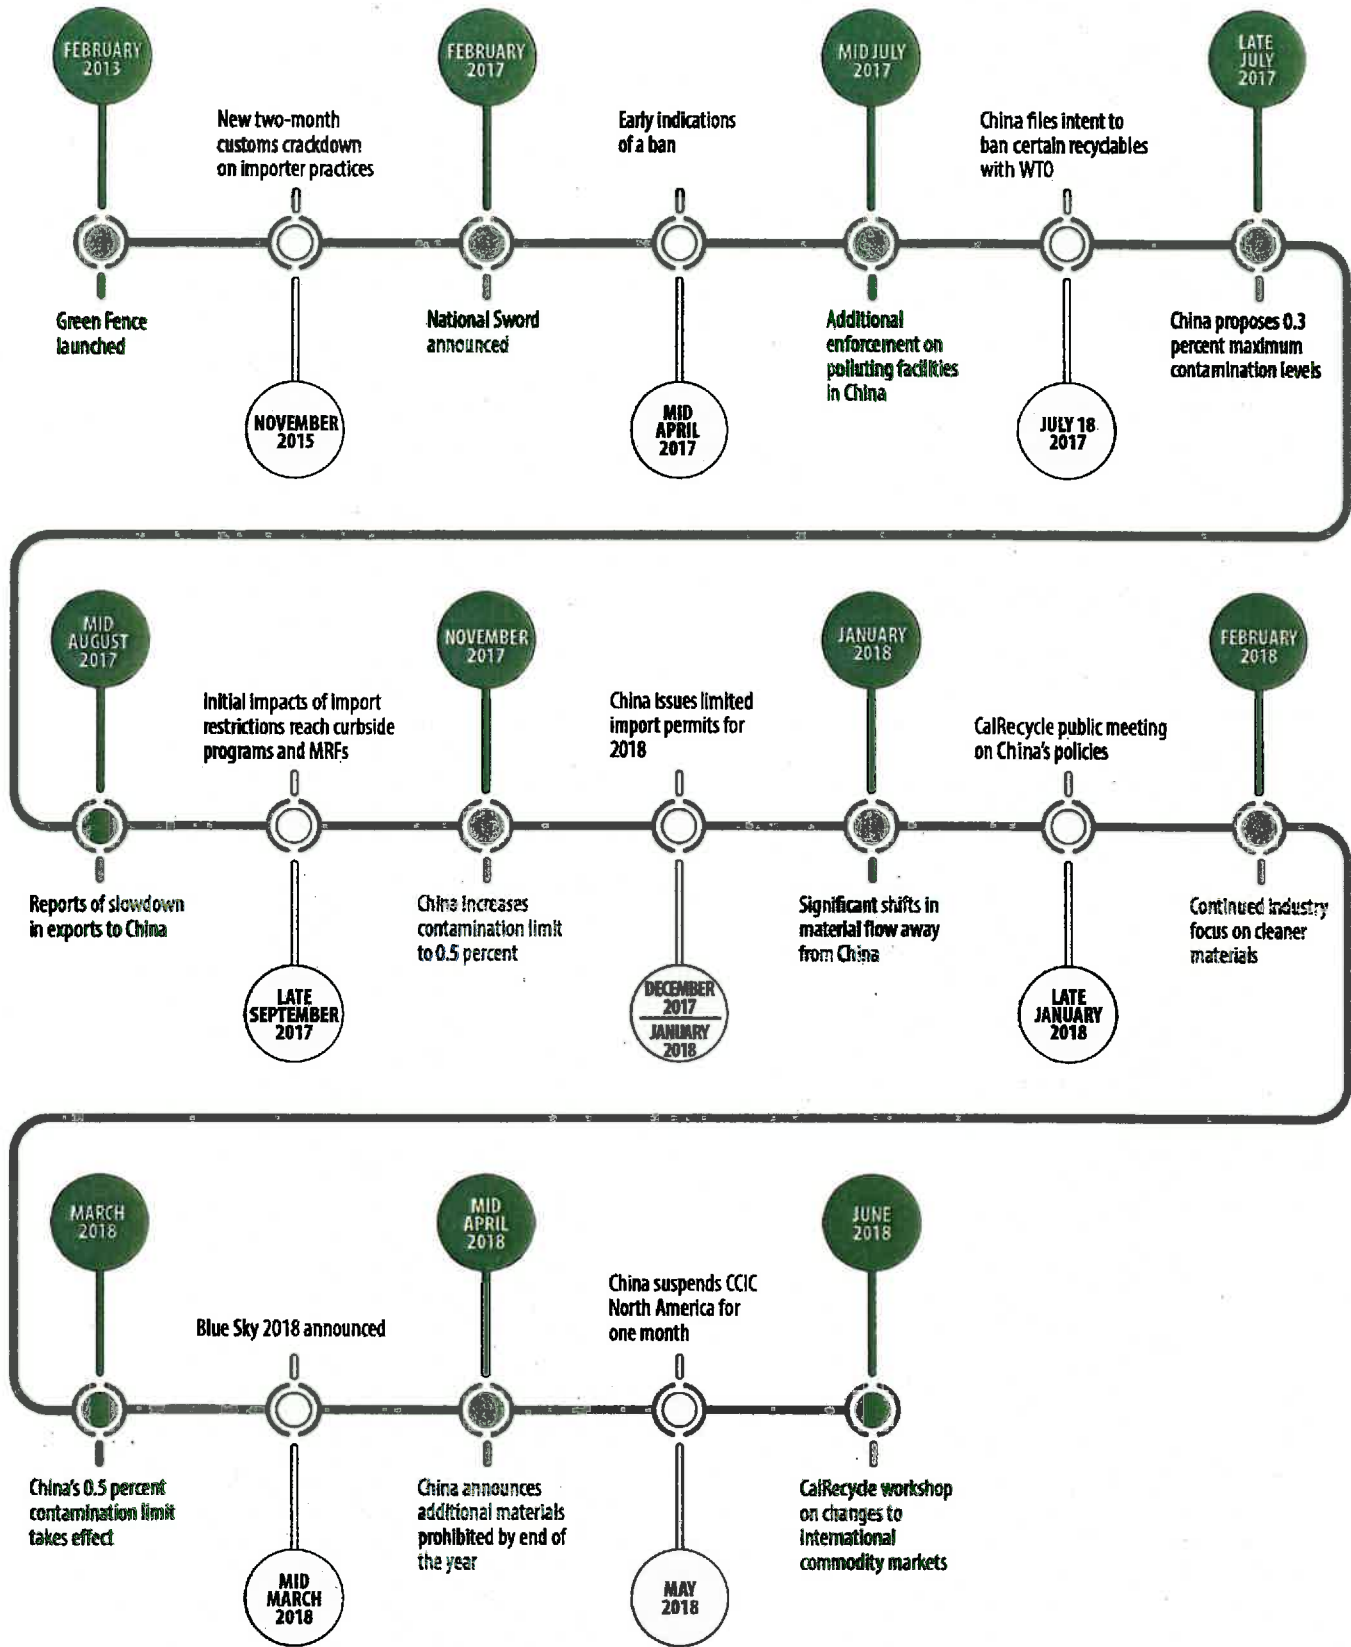 FEBRUARY
2013
Green Fence
launched
New two-month
customs crackdown
on importer practices
NOVEMBER
2015
FEBRUARY
2017
National Sword
announced
Early indications
of a ban
MID
APRIL
2017
MID JULY
2017
Additional
enforcement on
polluting facilities
in China
China files intent to
ban certain recyclables
with WTO
JULY 18
2017
LATE
JULY
2017
China proposes 0.3
percent maximum
contamination levels
MID
AUGUST
2017
Reports of slowdown
in exports to China
Initial impacts of import
restrictions reach curbside
programs and MRFs
LATE
SEPTEMBER
2017
NOVEMBER
2017
China increases
contamination limit
to 0.5 percent
China issues limited
import permits for
2018
DECEMBER
2017
JANUARY
2018
JANUARY
2018
Significant shifts in
material flow away
from China
CalRecycle public meeting
on China's policies
LATE
JANUARY
2018
FEBRUARY
2018
Continued industry
focus on cleaner
materials
MARCH
2018
China's 0.5 percent
contamination limit
takes effect
Blue Sky 2018 announced
MID
MARCH
2018
MID
APRIL
2018
China announces
additional materials
prohibited by end of
the year
China suspends CCIC
North America for
one month
MAY
2018
JUNE
2018
CalRecycle workshop
on changes to
international
commodity markets